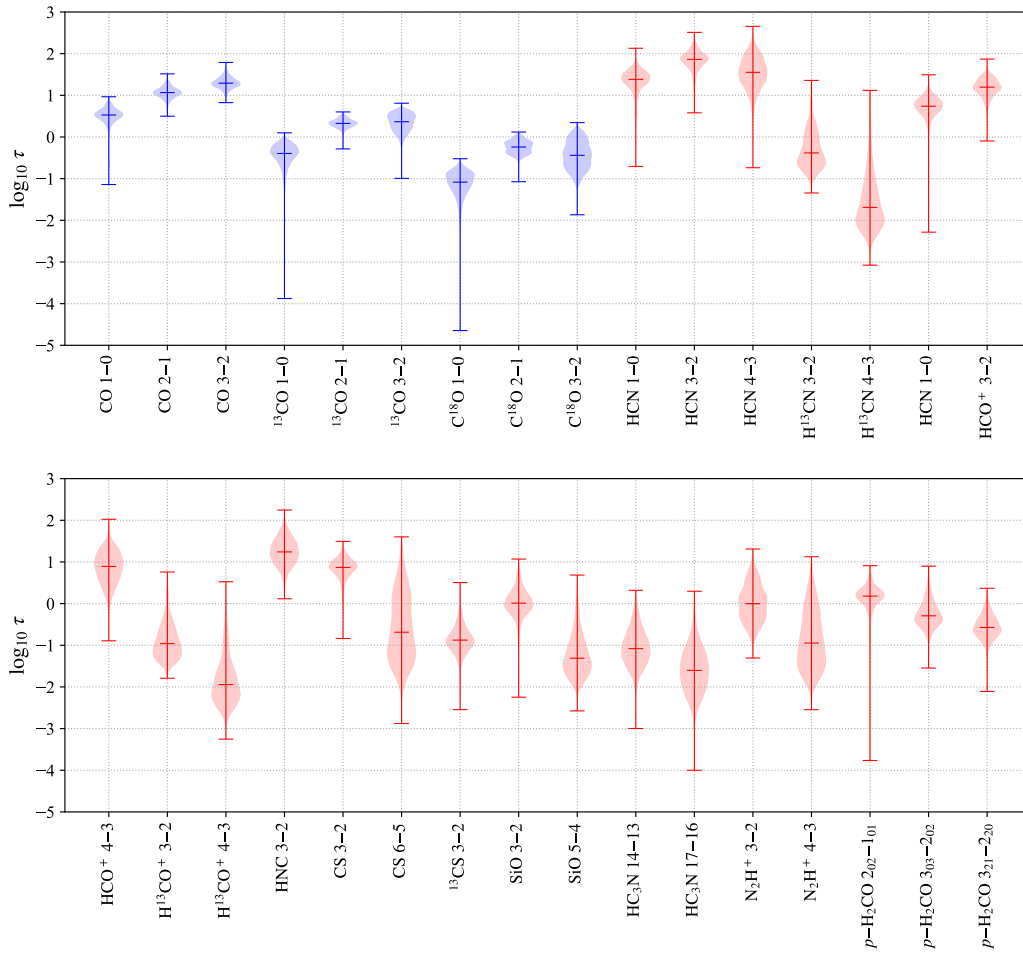 3
2
1
0
−1
−2
−3
−4
−5
log₁₀ τ
CO 1−0
CO 2−1
CO 3−2
¹³CO 1−0
¹³CO 2−1
¹³CO 3−2
C¹⁸O 1−0
C¹⁸O 2−1
C¹⁸O 3−2
HCN 1−0
HCN 3−2
HCN 4−3
H¹³CN 3−2
H¹³CN 4−3
HCN 1−0
HCO⁺ 3−2
3
2
1
0
−1
−2
−3
−4
−5
log₁₀ τ
HCO⁺ 4−3
H¹³CO⁺ 3−2
H¹³CO⁺ 4−3
HNC 3−2
CS 3−2
CS 6−5
¹³CS 3−2
SiO 3−2
SiO 5−4
HC₃N 14−13
HC₃N 17−16
N₂H⁺ 3−2
N₂H⁺ 4−3
p−H₂CO 2₀₂−1₀₁
p−H₂CO 3₀₃−2₀₂
p−H₂CO 3₂₁−2₂₀